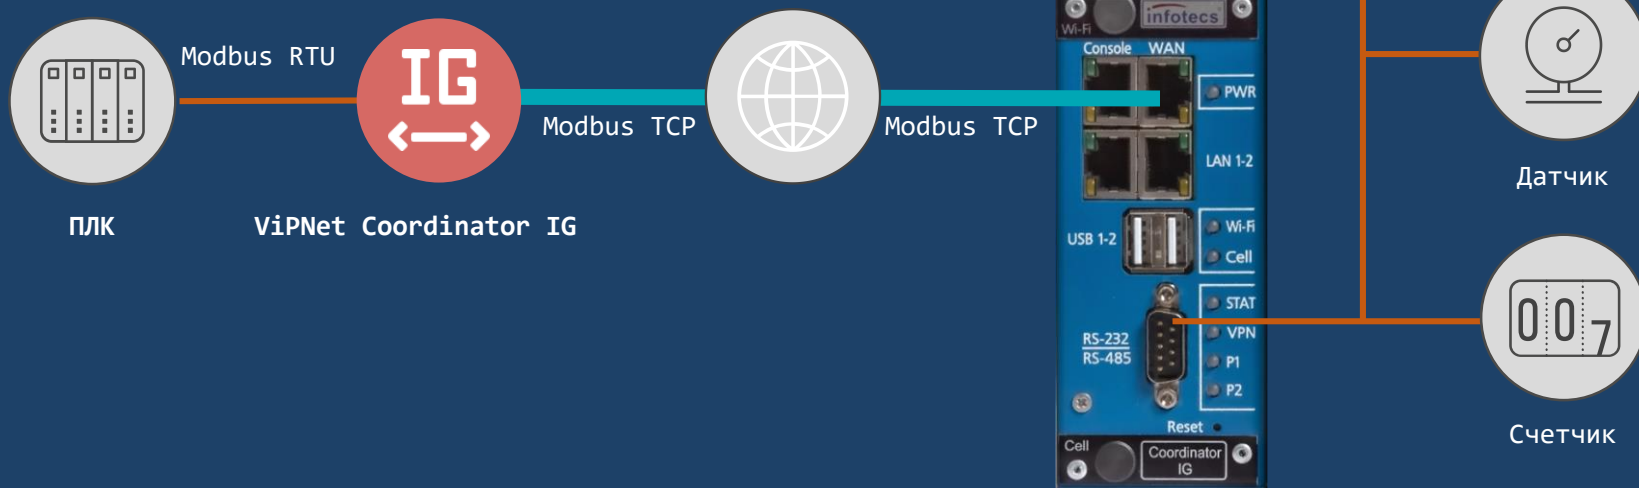 Modbus RTU
IG
Modbus TCP
Modbus TCP
ПЛК
ViPNet Coordinator IG
Wi-Fi
infotecs
Console WAN
PWR
LAN 1-2
USB 1-2
Wi-Fi
Cell
STAT
VPN
RS-232
RS-485
P1
P2
Reset
Cell
Coordinator
IG
Датчик
007
Счетчик